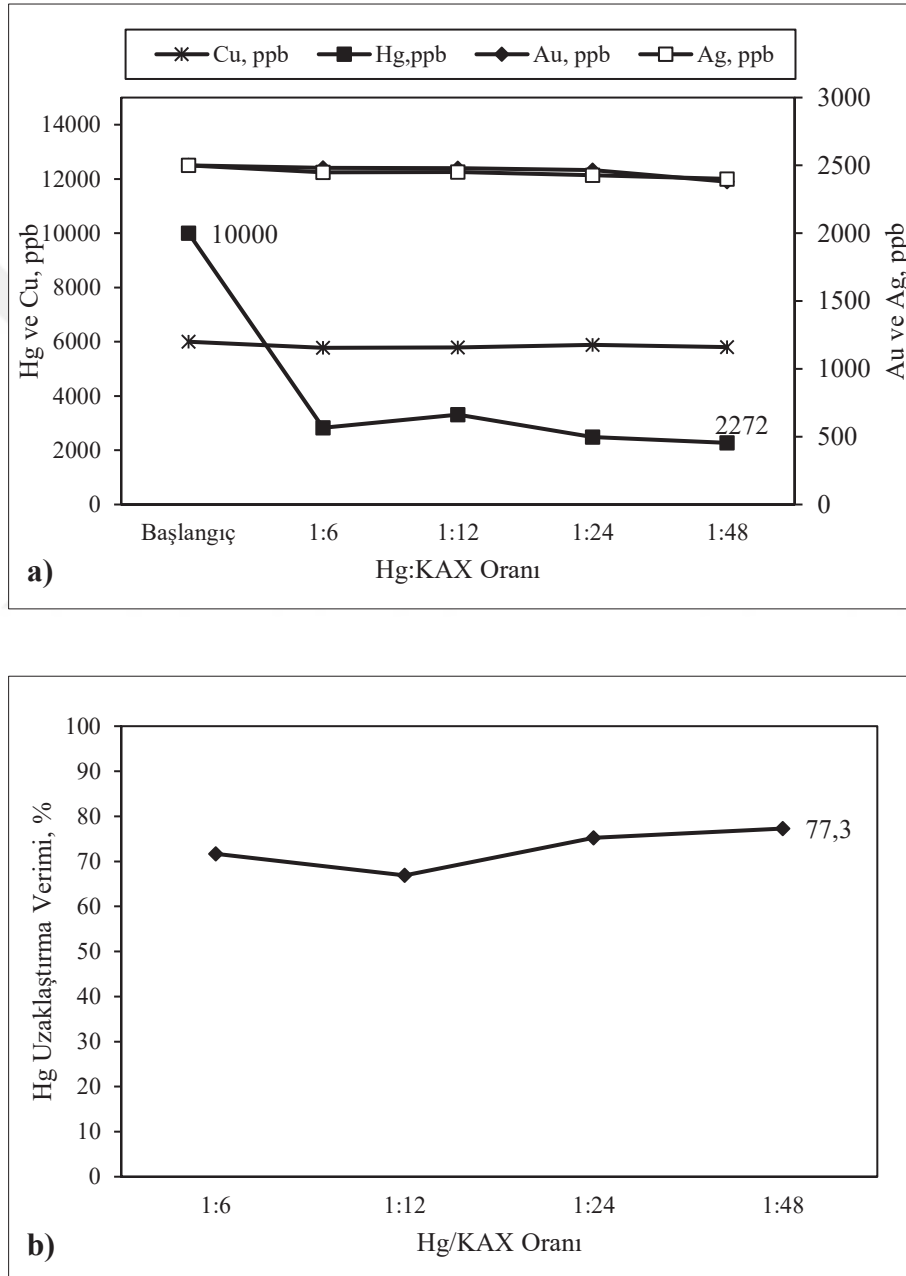 Cu, ppb Hg,ppb Au, ppb Ag, ppb
Hg ve Cu, ppb
14000
12000
10000
8000
6000
4000
2000
0
10000
2272
3000
2500
2000
1500
1000
500
0
Au ve Ag, ppb
Başlangıç 1:6 1:12 1:24 1:48
Hg:KAX Oranı
a)
Hg Uzaklaştırma Verimi, %
100
90
80
70
60
50
40
30
20
10
0
77,3
1:6 1:12 1:24 1:48
Hg/KAX Oranı
b)